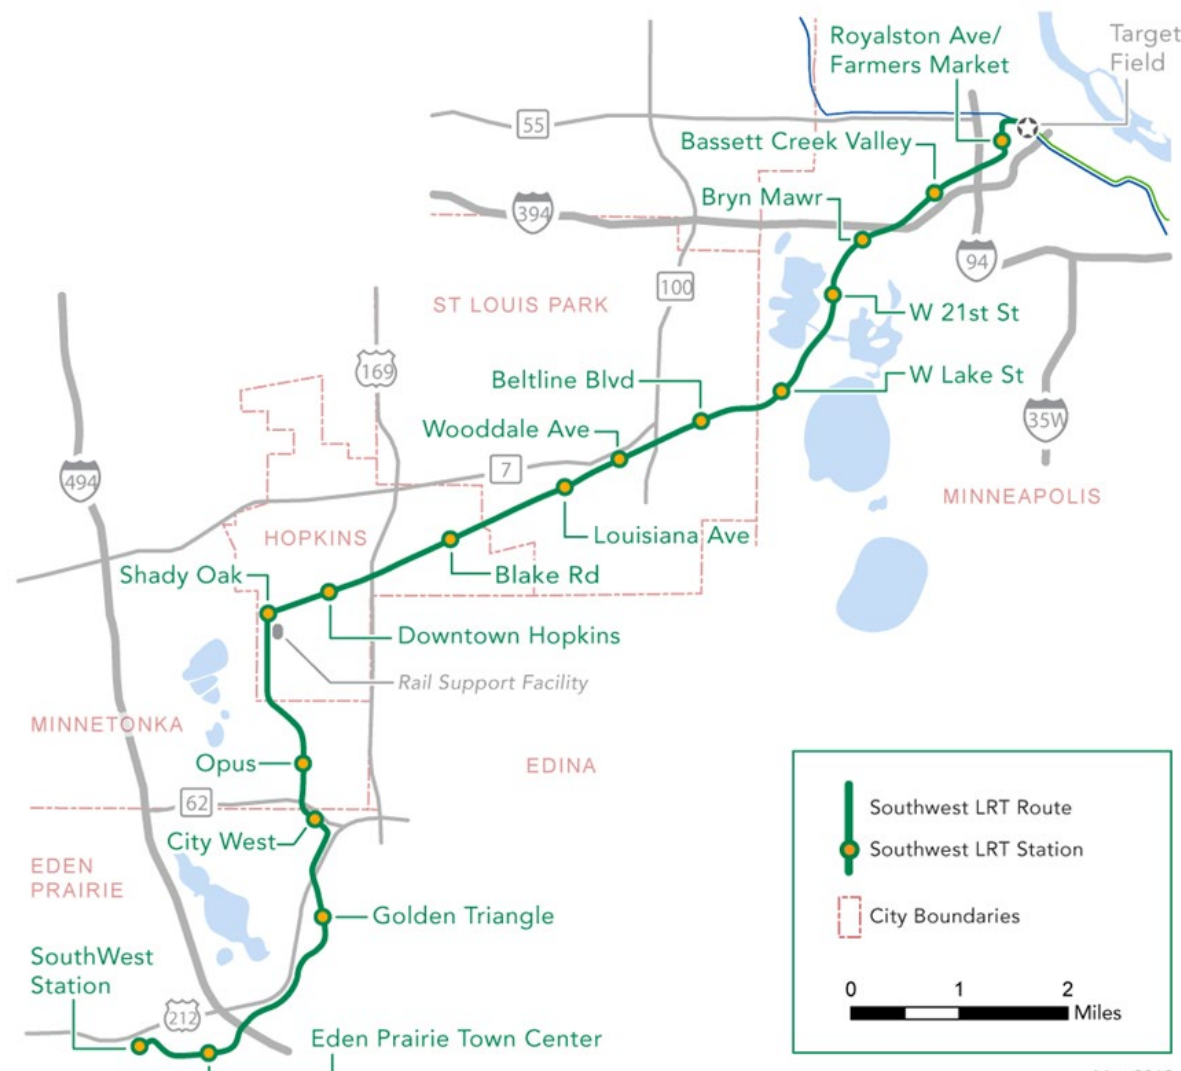 Royalston Ave/
Farmers Market
Target
Field
55
Bassett Creek Valley
Bryn Mawr
394
94
100
ST LOUIS PARK
W 21st St
169
Beltline Blvd
W Lake St
Wooddale Ave
35W
7
494
MINNEAPOLIS
HOPKINS
Louisiana Ave
Shady Oak
Blake Rd
Downtown Hopkins
Rail Support Facility
MINNETONKA
Opus
EDINA
62
City West
EDEN
PRAIRIE
Golden Triangle
SouthWest
Station
212
Eden Prairie Town Center
Southwest LRT Route
Southwest LRT Station
City Boundaries
0 1 2
Miles